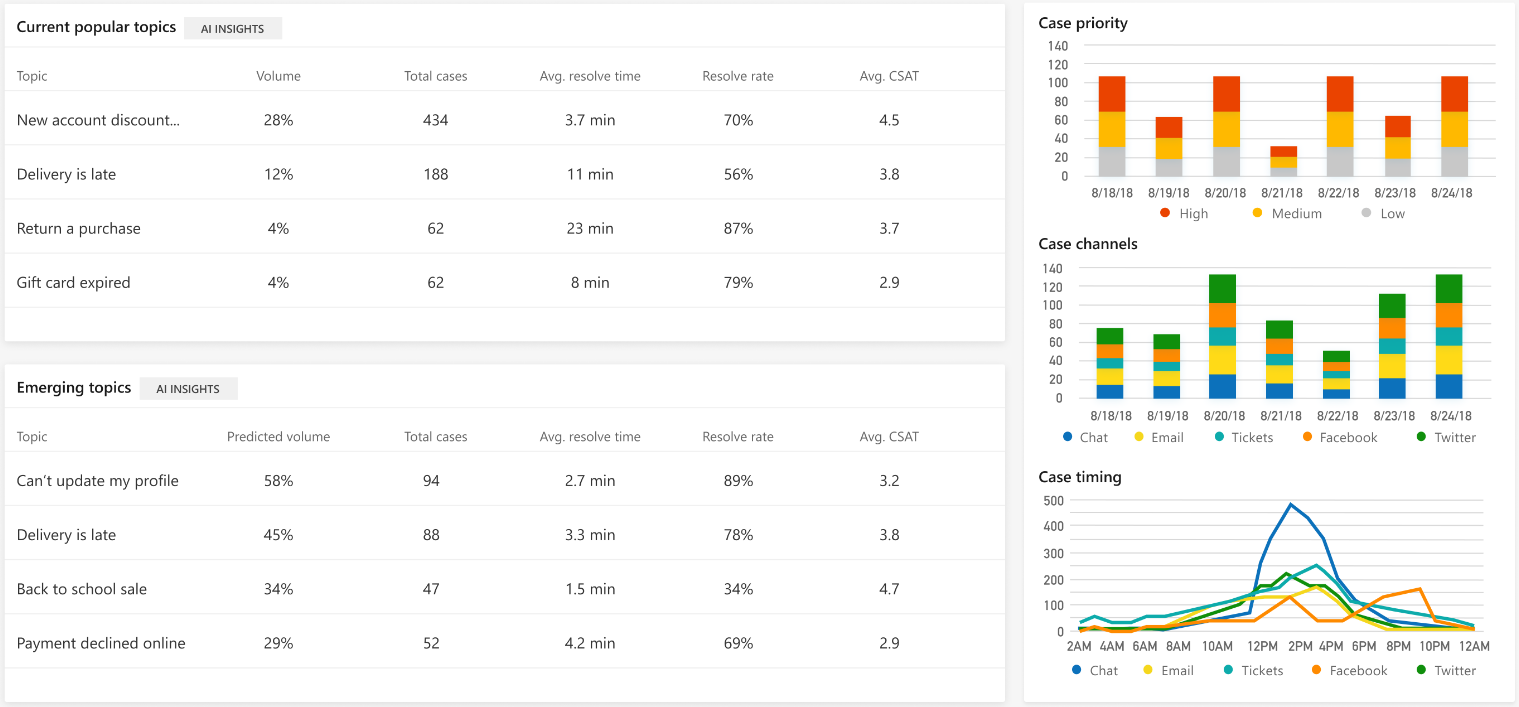 Current popular topics AI INSIGHTS
Topic Volume Total cases Avg. resolve time Resolve rate Avg. CSAT
New account discount... 28% 434 3.7 min 70% 4.5
Delivery is late 12% 188 11 min 56% 3.8
Return a purchase 4% 62 23 min 87% 3.7
Gift card expired 4% 62 8 min 79% 2.9
Emerging topics AI INSIGHTS
Topic Predicted volume Total cases Avg. resolve time Resolve rate Avg. CSAT
Can't update my profile 58% 94 2.7 min 89% 3.2
Delivery is late 45% 88 3.3 min 78% 3.8
Back to school sale 34% 47 1.5 min 34% 4.7
Payment declined online 29% 52 4.2 min 69% 2.9
Case priority
140
120
100
80
60
40
20
0
8/18/18 8/19/18 8/20/18 8/21/18 8/22/18 8/23/18 8/24/18
High Medium Low
Case channels
140
120
100
80
60
40
20
0
8/18/18 8/19/18 8/20/18 8/21/18 8/22/18 8/23/18 8/24/18
Chat Email Tickets Facebook Twitter
Case timing
500
400
300
200
100
0
2AM 4AM 6AM 8AM 10AM 12PM 2PM 4PM 6PM 8PM 10PM 12AM
Chat Email Tickets Facebook Twitter